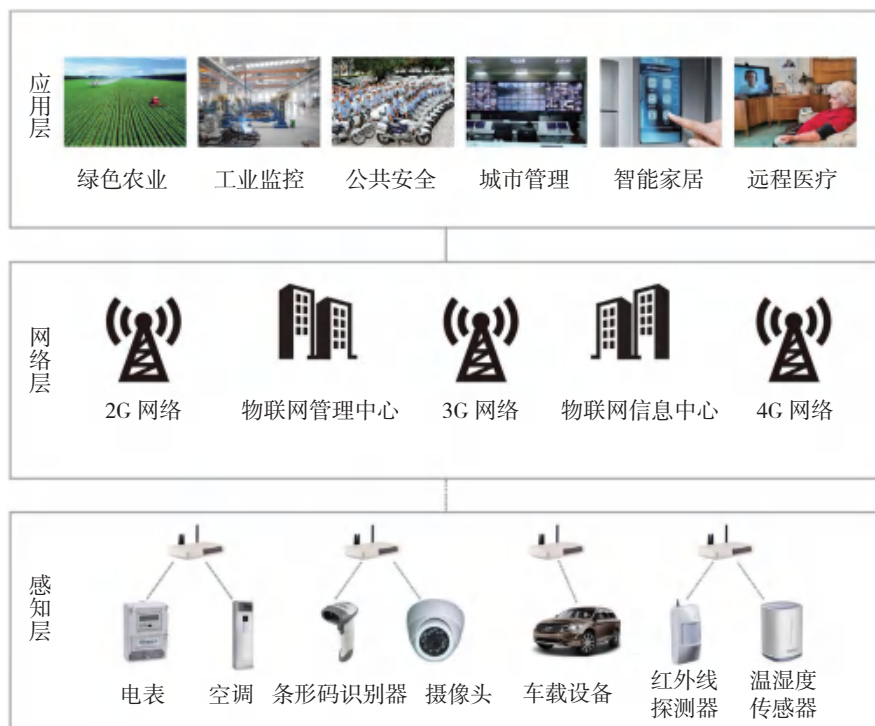 应用层
绿色农业 工业监控 公共安全 城市管理 智能家居 远程医疗
网络层
2G 网络 物联网管理中心 3G 网络 物联网信息中心 4G 网络
感知层
电表 空调 条形码识别器 摄像头 车载设备 红外线探测器 温湿度传感器